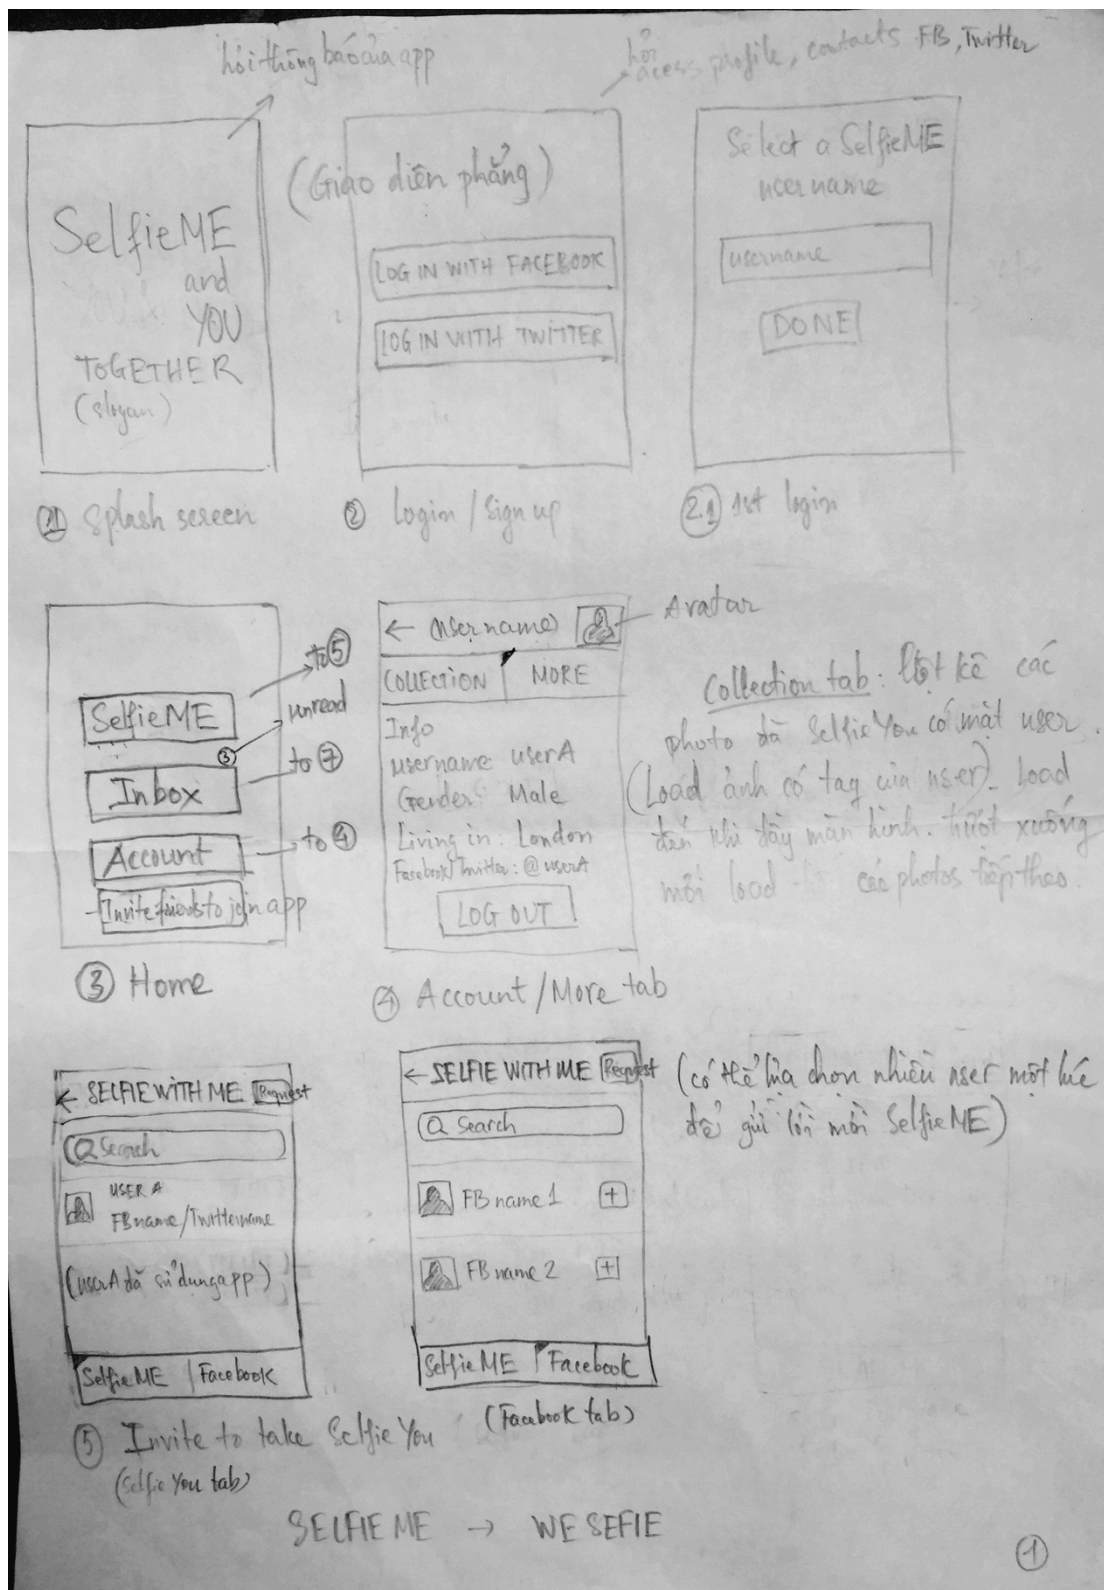 hỏi thông báo của app
hỏi
access profile, contacts FB, Twitter
SelfieME
and
YOU
TOGETHER
(slogan)
(Giao diện phẳng)
LOG IN WITH FACEBOOK
LOG IN WITH TWITTER
Select a SelfieME
username
username
DONE
① Splash screen
② Login / Sign up
2.1 1st login
SelfieME
to ⑤
③
unread
Inbox
to ⑦
Account
to ④
Invite friends to join app
③ Home
← (username)
Avatar
COLLECTION
MORE
Info
username: userA
Gender: Male
Living in: London
Facebook/Twitter: @userA
LOG OUT
④ Account/More tab
Collection tab: liệt kê các
photo đã SelfieYou có mặt user.
(Load ảnh có tag của user). Load
đến khi đầy màn hình. trượt xuống
mới load các photos tiếp theo.
← SELFIE WITH ME Request
Search
USER A
FB name/Twittername
(userA đã sử dụng app)
SelfieME | Facebook
⑤ Invite to take Selfie You
(Selfie You tab)
← SELFIE WITH ME Request
Search
FB name 1 +
FB name 2 +
SelfieME Facebook
(Facebook tab)
(có thể lựa chọn nhiều user một lúc
để gửi lời mời SelfieME)
SELFIE ME → WE SEFIE
①